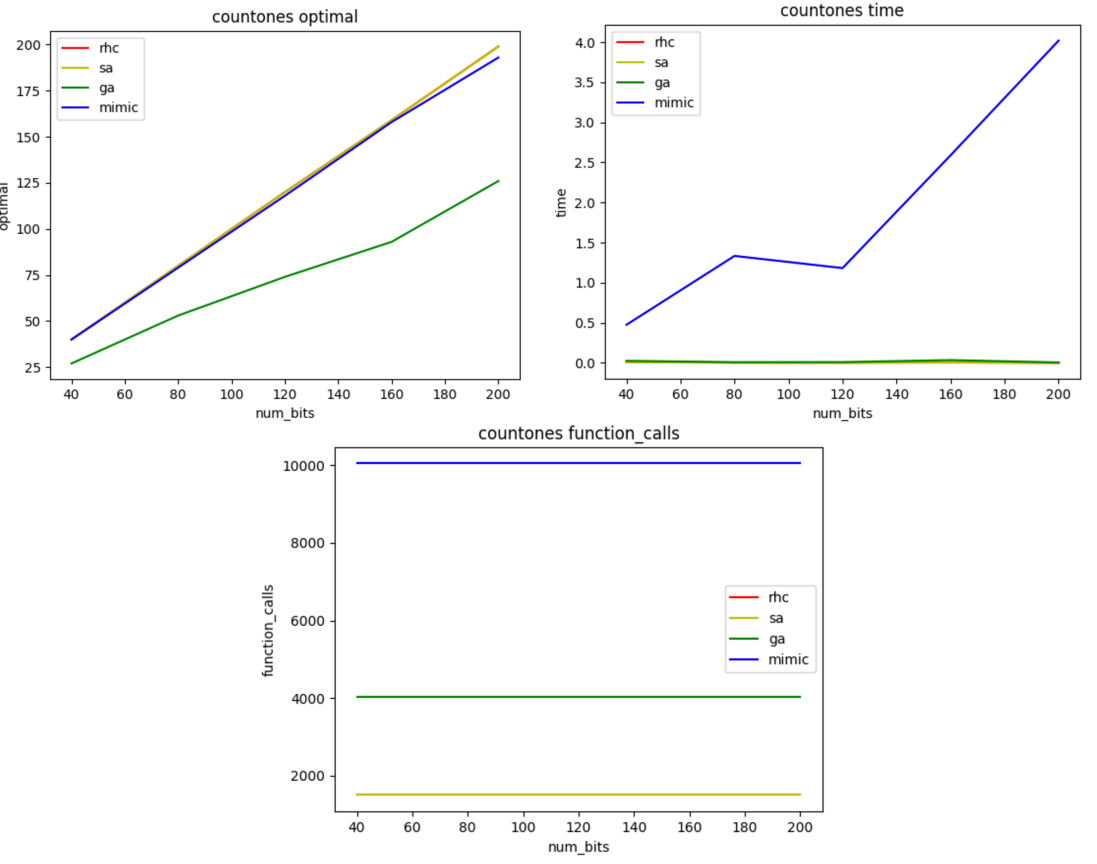 countones optimal
200
175
150
125
100
75
50
25
optimal
rhc
sa
ga
mimic
40 60 80 100 120 140 160 180 200
num_bits
countones time
4.0
3.5
3.0
2.5
2.0
1.5
1.0
0.5
0.0
time
rhc
sa
ga
mimic
40 60 80 100 120 140 160 180 200
num_bits
countones function_calls
10000
8000
6000
4000
2000
function_calls
rhc
sa
ga
mimic
40 60 80 100 120 140 160 180 200
num_bits